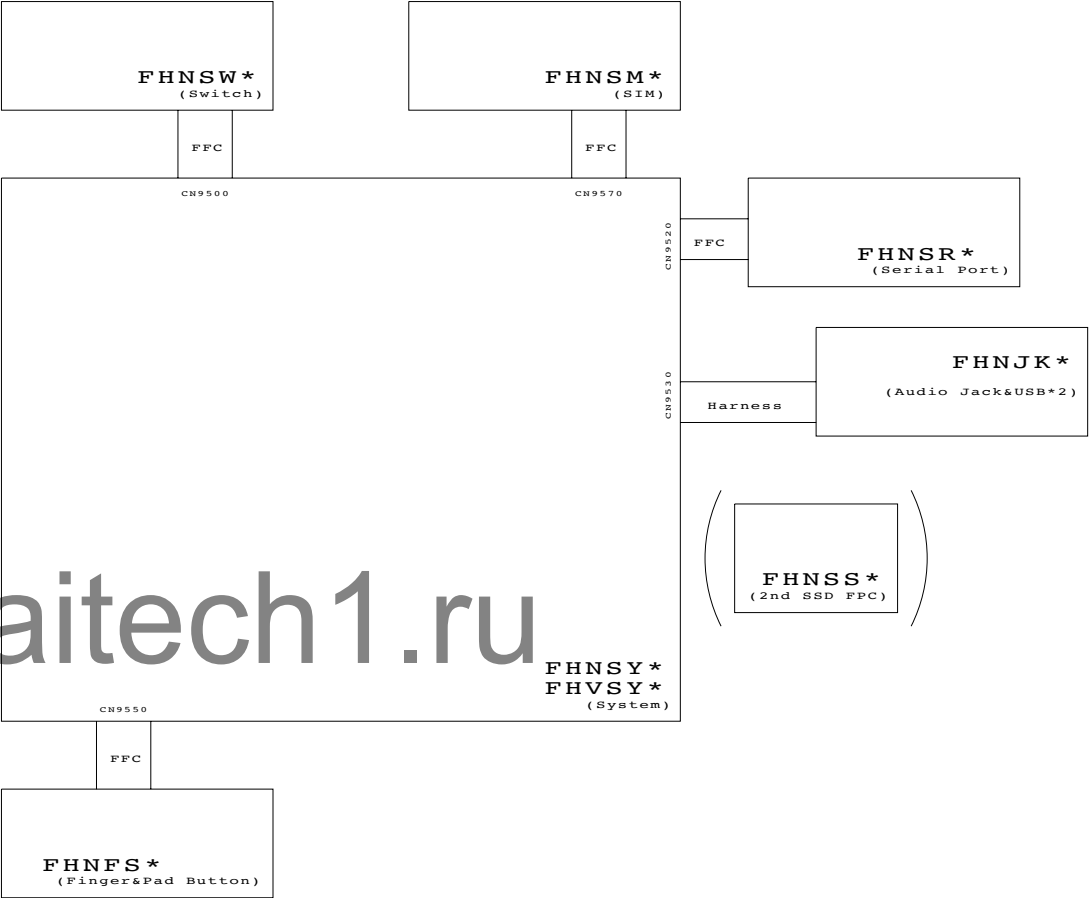 FHNSW*
(Switch)
FHNSM*
(SIM)
FFC
FFC
CN9500
CN9570
CN9520
FFC
FHNSR*
(Serial Port)
CN9530
Harness
FHNJK*
(Audio Jack&USB*2)
FHNSS*
(2nd SSD FPC)
aitech1.ru
FHNSY*
FHVSY*
(System)
CN9550
FFC
FHNFS*
(Finger&Pad Button)